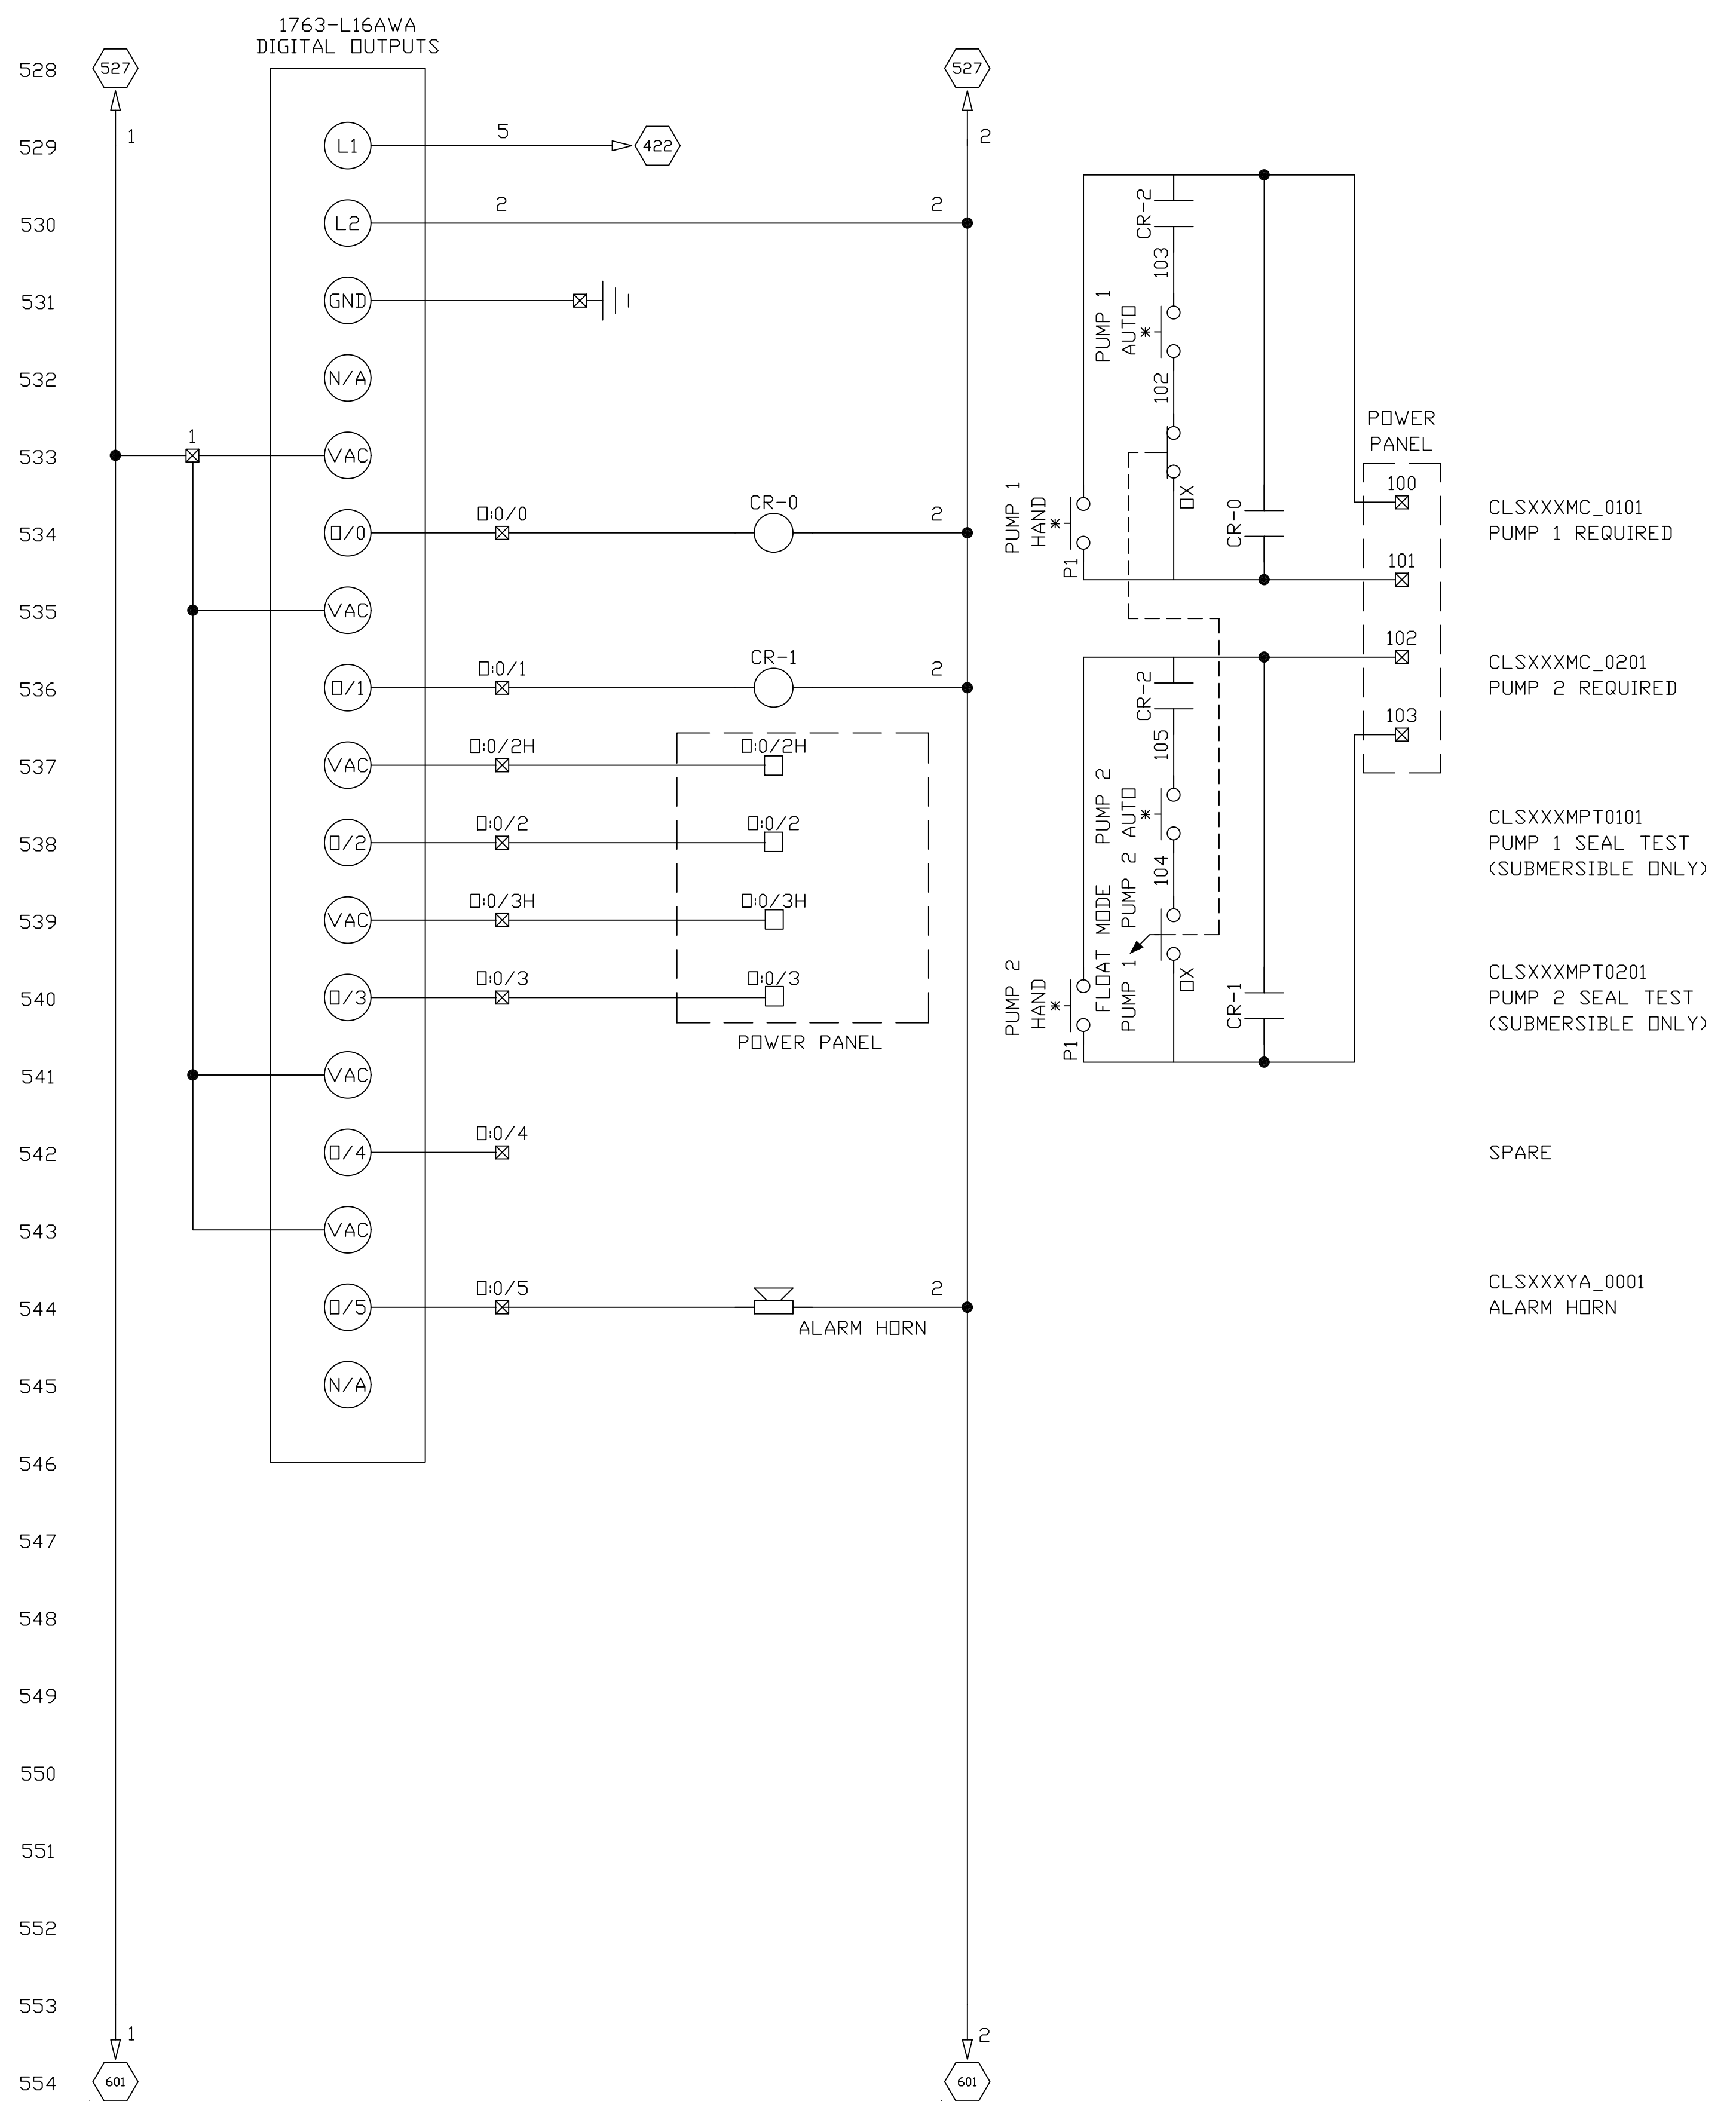 1763-L16AWA
DIGITAL OUTPUTS
528
527
527
529
1
L1
5
422
2
530
L2
2
2
531
GND
532
N/A
533
1
VAC
534
O/0
O:0/0
CR-0
2
535
VAC
536
O/1
O:0/1
CR-1
2
537
VAC
O:0/2H
O:0/2H
538
O/2
O:0/2
O:0/2
539
VAC
O:0/3H
O:0/3H
540
O/3
O:0/3
O:0/3
POWER PANEL
541
VAC
542
O/4
O:0/4
543
VAC
544
O/5
O:0/5
2
ALARM HORN
545
N/A
546
547
548
549
550
551
552
553
1
2
554
601
601
CR-2
103
PUMP 1
AUTO
*
102
OX
PUMP 1
HAND
*
P1
CR-0
POWER
PANEL
100
101
102
103
CR-2
105
PUMP 2
AUTO
*
104
FLOAT MODE
PUMP 1
PUMP 2
OX
PUMP 2
HAND
*
P1
CR-1
CLSXXXMC_0101
PUMP 1 REQUIRED
CLSXXXMC_0201
PUMP 2 REQUIRED
CLSXXXMPT0101
PUMP 1 SEAL TEST
(SUBMERSIBLE ONLY)
CLSXXXMPT0201
PUMP 2 SEAL TEST
(SUBMERSIBLE ONLY)
SPARE
CLSXXXYA_0001
ALARM HORN